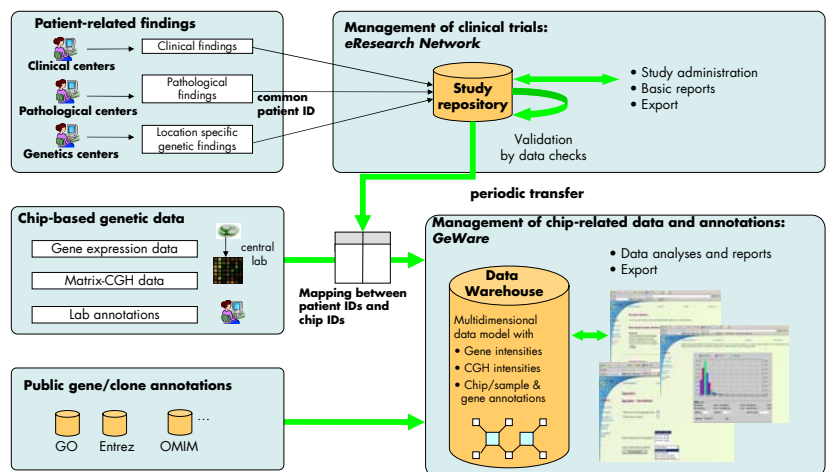 Patient-related findings
Clinical centers
Clinical findings
Pathological centers
Pathological
findings
Genetics centers
Location specific
genetic findings
common
patient ID
Management of clinical trials:
eResearch Network
Study
repository
• Study administration
• Basic reports
• Export
Validation
by data checks
periodic transfer
Chip-based genetic data
Gene expression data
Matrix-CGH data
Lab annotations
central
lab
Mapping between
patient IDs and
chip IDs
Management of chip-related data and annotations:
GeWare
Data
Warehouse
Multidimensional
data model with
• Gene intensities
• CGH intensities
• Chip/sample &
gene annotations
• Data analyses and reports
• Export
Public gene/clone annotations
GO
Entrez
OMIM
...